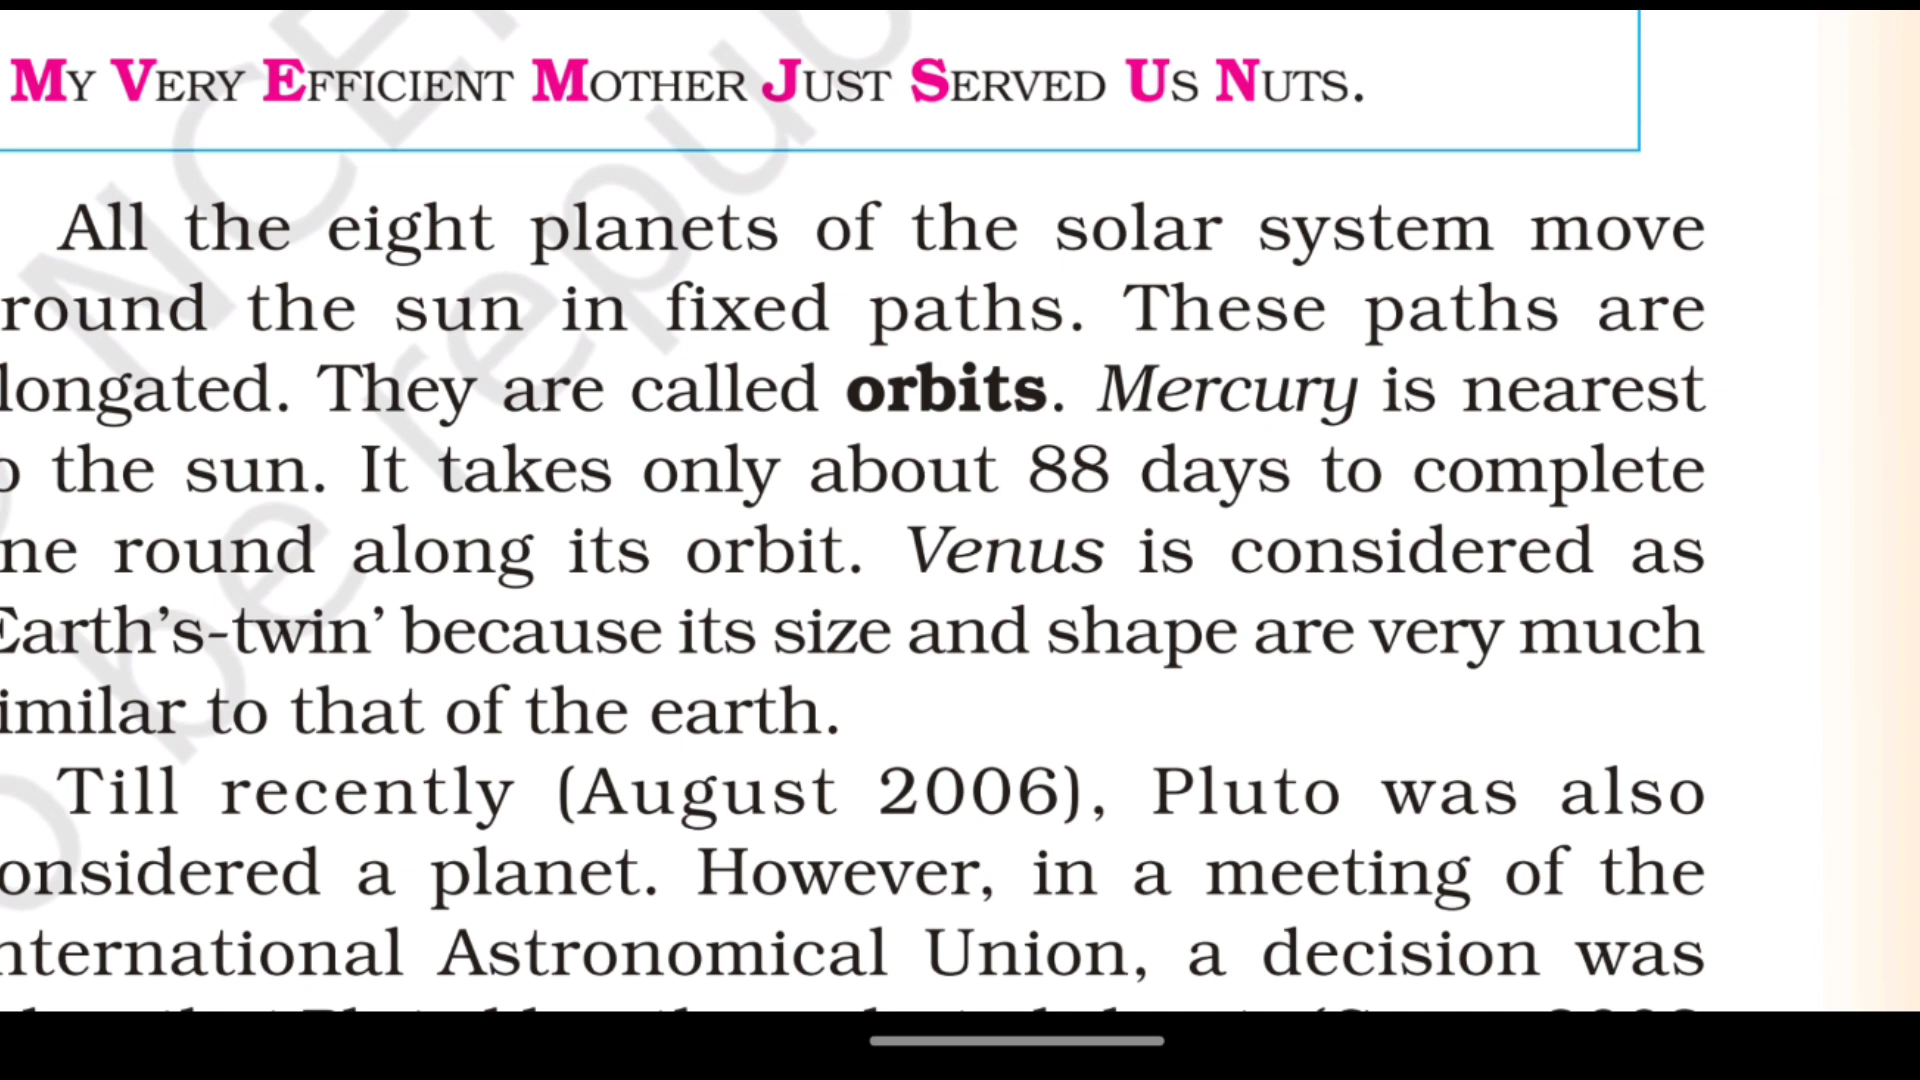 MY VERY EFFICIENT MOTHER JUST SERVED US NUTS.
All the eight planets of the solar system move
round the sun in fixed paths. These paths are
longated. They are called orbits. Mercury is nearest
o the sun. It takes only about 88 days to complete
ne round along its orbit. Venus is considered as
Earth’s-twin’ because its size and shape are very much
imilar to that of the earth.
Till recently (August 2006), Pluto was also
onsidered a planet. However, in a meeting of the
nternational Astronomical Union, a decision was